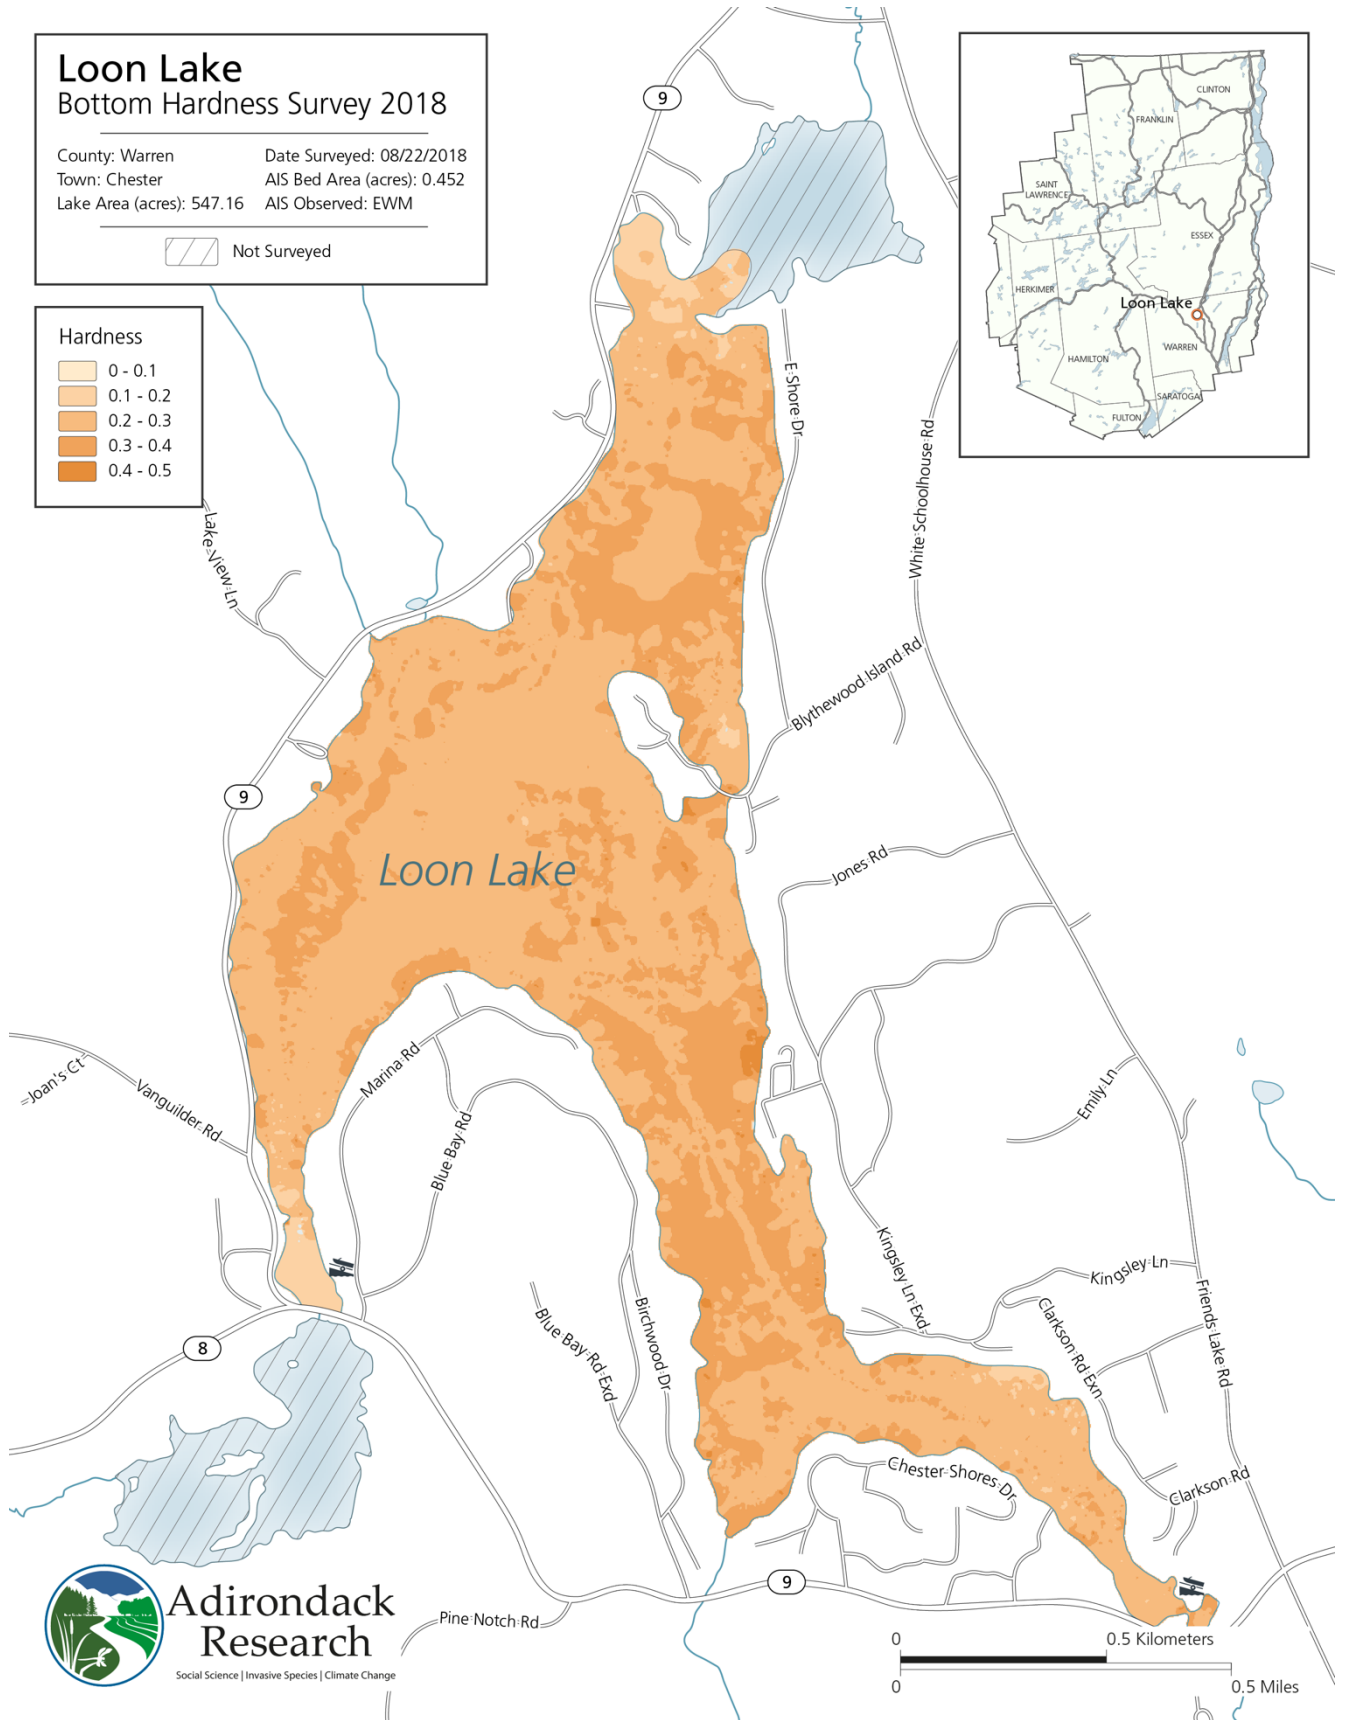 Loon Lake
Bottom Hardness Survey 2018
County: Warren
Date Surveyed: 08/22/2018
Town: Chester
AIS Bed Area (acres): 0.452
Lake Area (acres): 547.16
AIS Observed: EWM
Not Surveyed
Hardness
0 - 0.1
0.1 - 0.2
0.2 - 0.3
0.3 - 0.4
0.4 - 0.5
CLINTON
FRANKLIN
SAINT
LAWRENCE
ESSEX
HERKIMER
Loon Lake
WARREN
HAMILTON
SARATOGA
FULTON
9
E Shore Dr
White Schoolhouse Rd
Lake View Ln
Blythewood Island Rd
9
Jones Rd
Loon Lake
Joan's Ct
Vanguilder Rd
Marina Rd
Blue Bay Rd
Emily Ln
Kingsley Ln Exd
Kingsley Ln
Friends Lake Rd
Clarkson Rd Exn
Blue Bay Rd Exd
Birchwood Dr
8
Chester Shores Dr
Clarkson Rd
9
Pine Notch Rd
Adirondack
Research
Social Science | Invasive Species | Climate Change
0
0.5 Kilometers
0
0.5 Miles